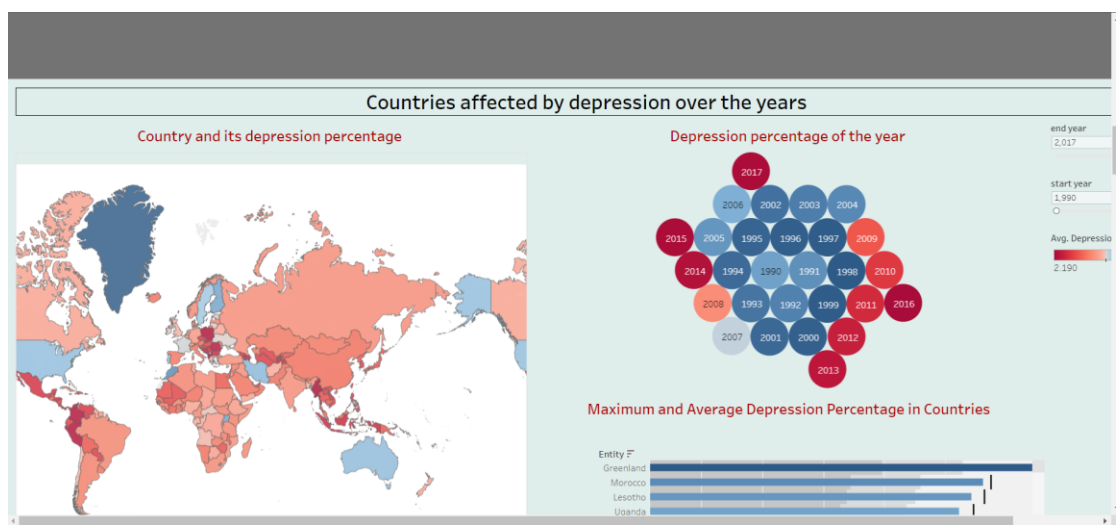 Countries affected by depression over the years
Country and its depression percentage
Depression percentage of the year
end year
2,017
start year
1,990
Avg. Depressio
2.190
2017
2006 2002 2003 2004
2015 2005 1995 1996 1997 2009
2014 1994 1990 1991 1998 2010
2008 1993 1992 1999 2011 2016
2007 2001 2000 2012
2013
Maximum and Average Depression Percentage in Countries
Entity
Greenland
Morocco
Lesotho
Uganda